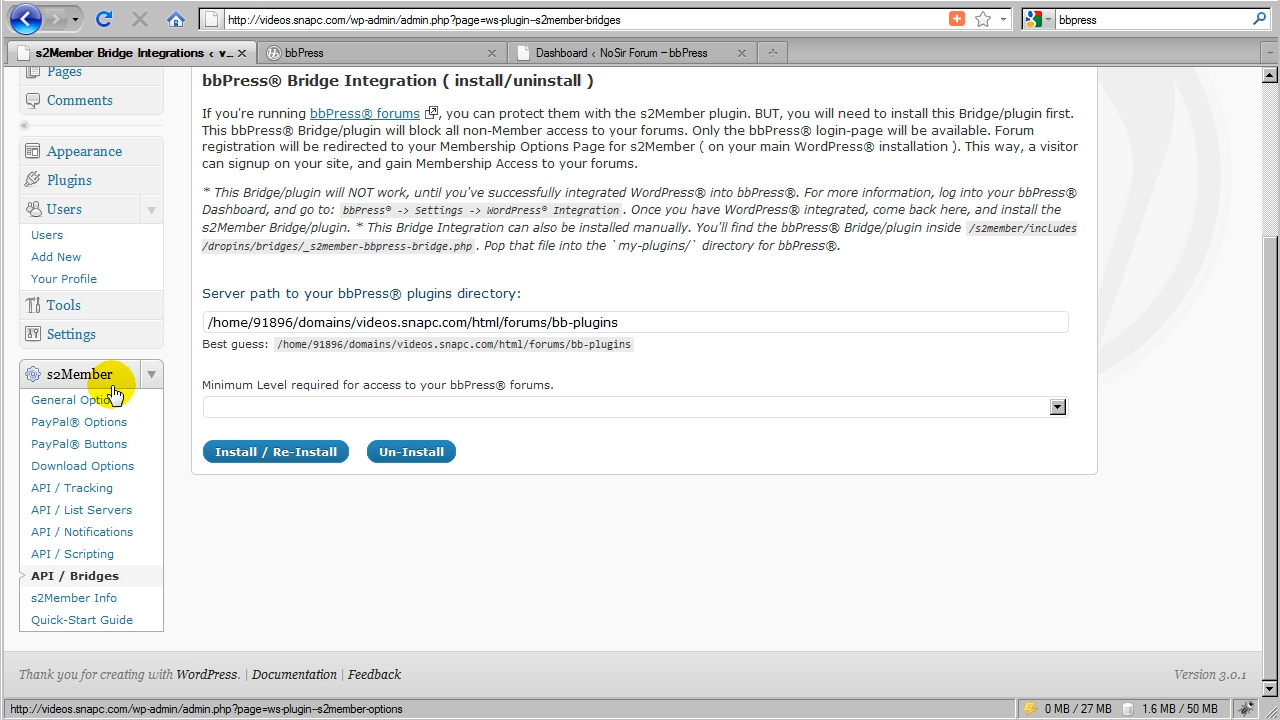 http://videos.snapc.com/wp-admin/admin.php?page=ws-plugin--s2member-bridges
bbpress
s2Member Bridge Integrations ‹ v...
bbPress
Dashboard ‹ NoSir Forum — bbPress
Pages
Comments
Appearance
Plugins
Users
Users
Add New
Your Profile
Tools
Settings
s2Member
General Optio
PayPal® Options
PayPal® Buttons
Download Options
API / Tracking
API / List Servers
API / Notifications
API / Scripting
API / Bridges
s2Member Info
Quick-Start Guide
bbPress® Bridge Integration ( install/uninstall )
If you're running bbPress® forums , you can protect them with the s2Member plugin. BUT, you will need to install this Bridge/plugin first.
This bbPress® Bridge/plugin will block all non-Member access to your forums. Only the bbPress® login-page will be available. Forum
registration will be redirected to your Membership Options Page for s2Member ( on your main WordPress® installation ). This way, a visitor
can signup on your site, and gain Membership Access to your forums.
* This Bridge/plugin will NOT work, until you've successfully integrated WordPress® into bbPress®. For more information, log into your bbPress®
Dashboard, and go to: bbPress® -> Settings -> WordPress® Integration . Once you have WordPress® integrated, come back here, and install the
s2Member Bridge/plugin. * This Bridge Integration can also be installed manually. You'll find the bbPress® Bridge/plugin inside /s2member/includes
/dropins/bridges/_s2member-bbpress-bridge.php . Pop that file into the `my-plugins/` directory for bbPress®.
Server path to your bbPress® plugins directory:
/home/91896/domains/videos.snapc.com/html/forums/bb-plugins
Best guess: /home/91896/domains/videos.snapc.com/html/forums/bb-plugins
Minimum Level required for access to your bbPress® forums.
Install / Re-Install
Un-Install
Thank you for creating with WordPress. | Documentation | Feedback
Version 3.0.1
http://videos.snapc.com/wp-admin/admin.php?page=ws-plugin--s2member-options
0 MB / 27 MB
1.6 MB / 50 MB